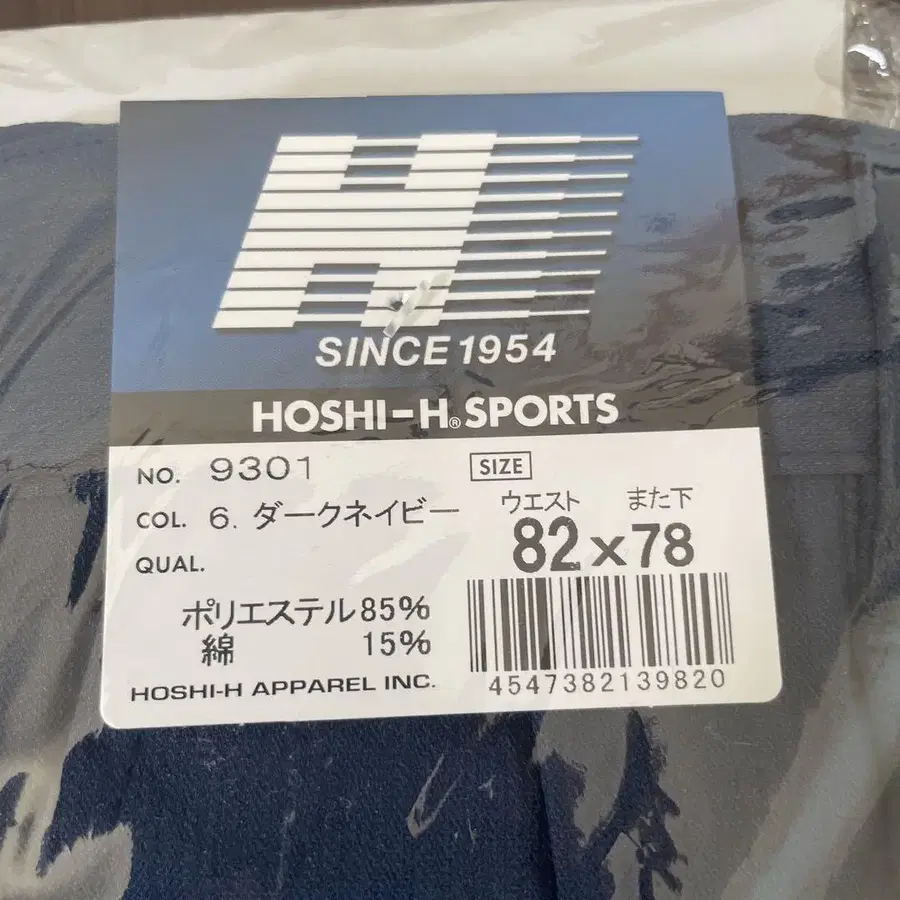 H
SINCE 1954
HOSHI-H® SPORTS
NO. 9301
COL. 6. ダークネイビー
QUAL.
ポリエステル 85%
綿 15%
HOSHI-H APPAREL INC.
SIZE
ウエスト また下
82×78
4547382139820